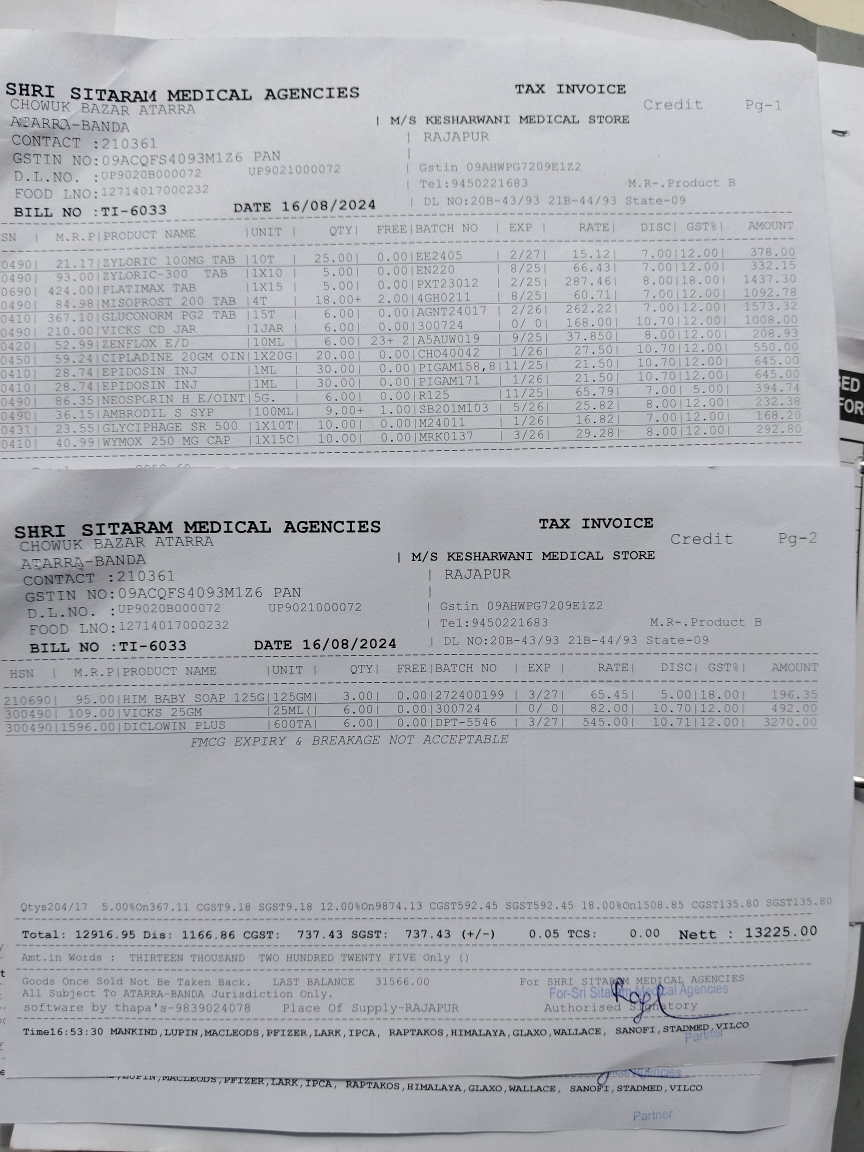 SHRI SITARAM MEDICAL AGENCIES TAX INVOICE
CHOWUK BAZAR ATARRA Credit Pg-1
ATARRA-BANDA | M/S KESHARWANI MEDICAL STORE
CONTACT :210361 | RAJAPUR
GSTIN NO:09ACQFS4093M1Z6 PAN |
D.L.NO. :UP9020B000072 UP9021000072 | Gstin 09AHWPG7209E1Z2
FOOD LNO:12714017000232 | Tel:9450221683 M.R-.Product B
BILL NO :TI-6033 DATE 16/08/2024 | DL NO:20B-43/93 21B-44/93 State-09
SN | M.R.P|PRODUCT NAME |UNIT | QTY| FREE|BATCH NO | EXP | RATE| DISC| GST%| AMOUNT
0490| 21.17|ZYLORIC 100MG TAB |10T 25.00| 0.00|EE2405 | 2/27| 15.12| 7.00|12.00| 378.00
0490| 93.00|ZYLORIC-300 TAB |1X10 5.00| 0.00|EN220 | 8/25| 66.43| 7.00|12.00| 332.15
0690| 424.00|PLATIMAX TAB |1X15 5.00| 0.00|PXT23012 | 2/25| 287.46| 8.00|18.00| 1437.30
0490| 84.98|MISOPROST 200 TAB |4T 18.00+ 2.00|4GH0211 | 8/25| 60.71| 7.00|12.00| 1092.78
0410| 367.10|GLUCONORM PG2 TAB |15T 6.00| 0.00|AGNT24017 | 2/26| 262.22| 7.00|12.00| 1573.32
0490| 210.00|VICKS CD JAR |1JAR 6.00| 0.00|300724 | 0/ 0| 168.00| 10.70|12.00| 1008.00
0420| 52.99|ZENFLOX E/D |10ML 6.00| 23+ 2|A5AUW019 | 9/25| 37.850| 8.00|12.00| 208.93
0450| 59.24|CIPLADINE 20GM OIN|1X20G| 20.00| 0.00|CHO40042 | 1/26| 27.50| 10.70|12.00| 550.00
0410| 28.74|EPIDOSIN INJ |1ML 30.00| 0.00|PIGAM158,8|11/25| 21.50| 10.70|12.00| 645.00
0410| 28.74|EPIDOSIN INJ |1ML 30.00| 0.00|PIGAM171 | 1/26| 21.50| 10.70|12.00| 645.00
0490| 86.35|NEOSPORIN H E/OINT|5G. 6.00| 0.00|R125 |11/25| 65.79| 7.00| 5.00| 394.74
0490| 36.15|AMBRODIL S SYP |100ML| 9.00+ 1.00|SB201M103 | 5/26| 25.82| 8.00|12.00| 232.38
0431| 23.55|GLYCIPHAGE SR 500 |1X10T| 10.00| 0.00|M24011 | 1/26| 16.82| 7.00|12.00| 168.20
0410| 40.99|WYMOX 250 MG CAP |1X15C| 10.00| 0.00|MRK0137 | 3/26| 29.28| 8.00|12.00| 292.80
SHRI SITARAM MEDICAL AGENCIES TAX INVOICE
CHOWUK BAZAR ATARRA Credit Pg-2
ATARRA-BANDA | M/S KESHARWANI MEDICAL STORE
CONTACT :210361 | RAJAPUR
GSTIN NO:09ACQFS4093M1Z6 PAN |
D.L.NO. :UP9020B000072 UP9021000072 | Gstin 09AHWPG7209E1Z2
FOOD LNO:12714017000232 | Tel:9450221683 M.R-.Product B
BILL NO :TI-6033 DATE 16/08/2024 | DL NO:20B-43/93 21B-44/93 State-09
HSN | M.R.P|PRODUCT NAME |UNIT | QTY| FREE|BATCH NO | EXP | RATE| DISC| GST%| AMOUNT
210690| 95.00|HIM BABY SOAP 125G|125GM| 3.00| 0.00|272400199 | 3/27| 65.45| 5.00|18.00| 196.35
300490| 109.00|VICKS 25GM |25ML(| 6.00| 0.00|300724 | 0/ 0| 82.00| 10.70|12.00| 492.00
300490|1596.00|DICLOWIN PLUS |600TA| 6.00| 0.00|DPT-5546 | 3/27| 545.00| 10.71|12.00| 3270.00
FMCG EXPIRY & BREAKAGE NOT ACCEPTABLE
Qtys204/17 5.00%On367.11 CGST9.18 SGST9.18 12.00%On9874.13 CGST592.45 SGST592.45 18.00%On1508.85 CGST135.80 SGST135.80
Total: 12916.95 Dis: 1166.86 CGST: 737.43 SGST: 737.43 (+/-) 0.05 TCS: 0.00 Nett : 13225.00
Amt.in Words : THIRTEEN THOUSAND TWO HUNDRED TWENTY FIVE Only ()
Goods Once Sold Not Be Taken Back. LAST BALANCE 31566.00 For SHRI SITARAM MEDICAL AGENCIES
For-Sri Sitaram Medical Agencies
All Subject To ATARRA-BANDA Jurisdiction Only.
software by thapa's-9839024078 Place Of Supply-RAJAPUR Authorised Signatory
Time16:53:30 MANKIND,LUPIN,MACLEODS,PFIZER,LARK,IPCA, RAPTAKOS,HIMALAYA,GLAXO,WALLACE, SANOFI,STADMED,VILCO
Partner
,LUPIN,MACLEODS,PFIZER,LARK,IPCA, RAPTAKOS,HIMALAYA,GLAXO,WALLACE, SANOFI,STADMED,VILCO
Partner